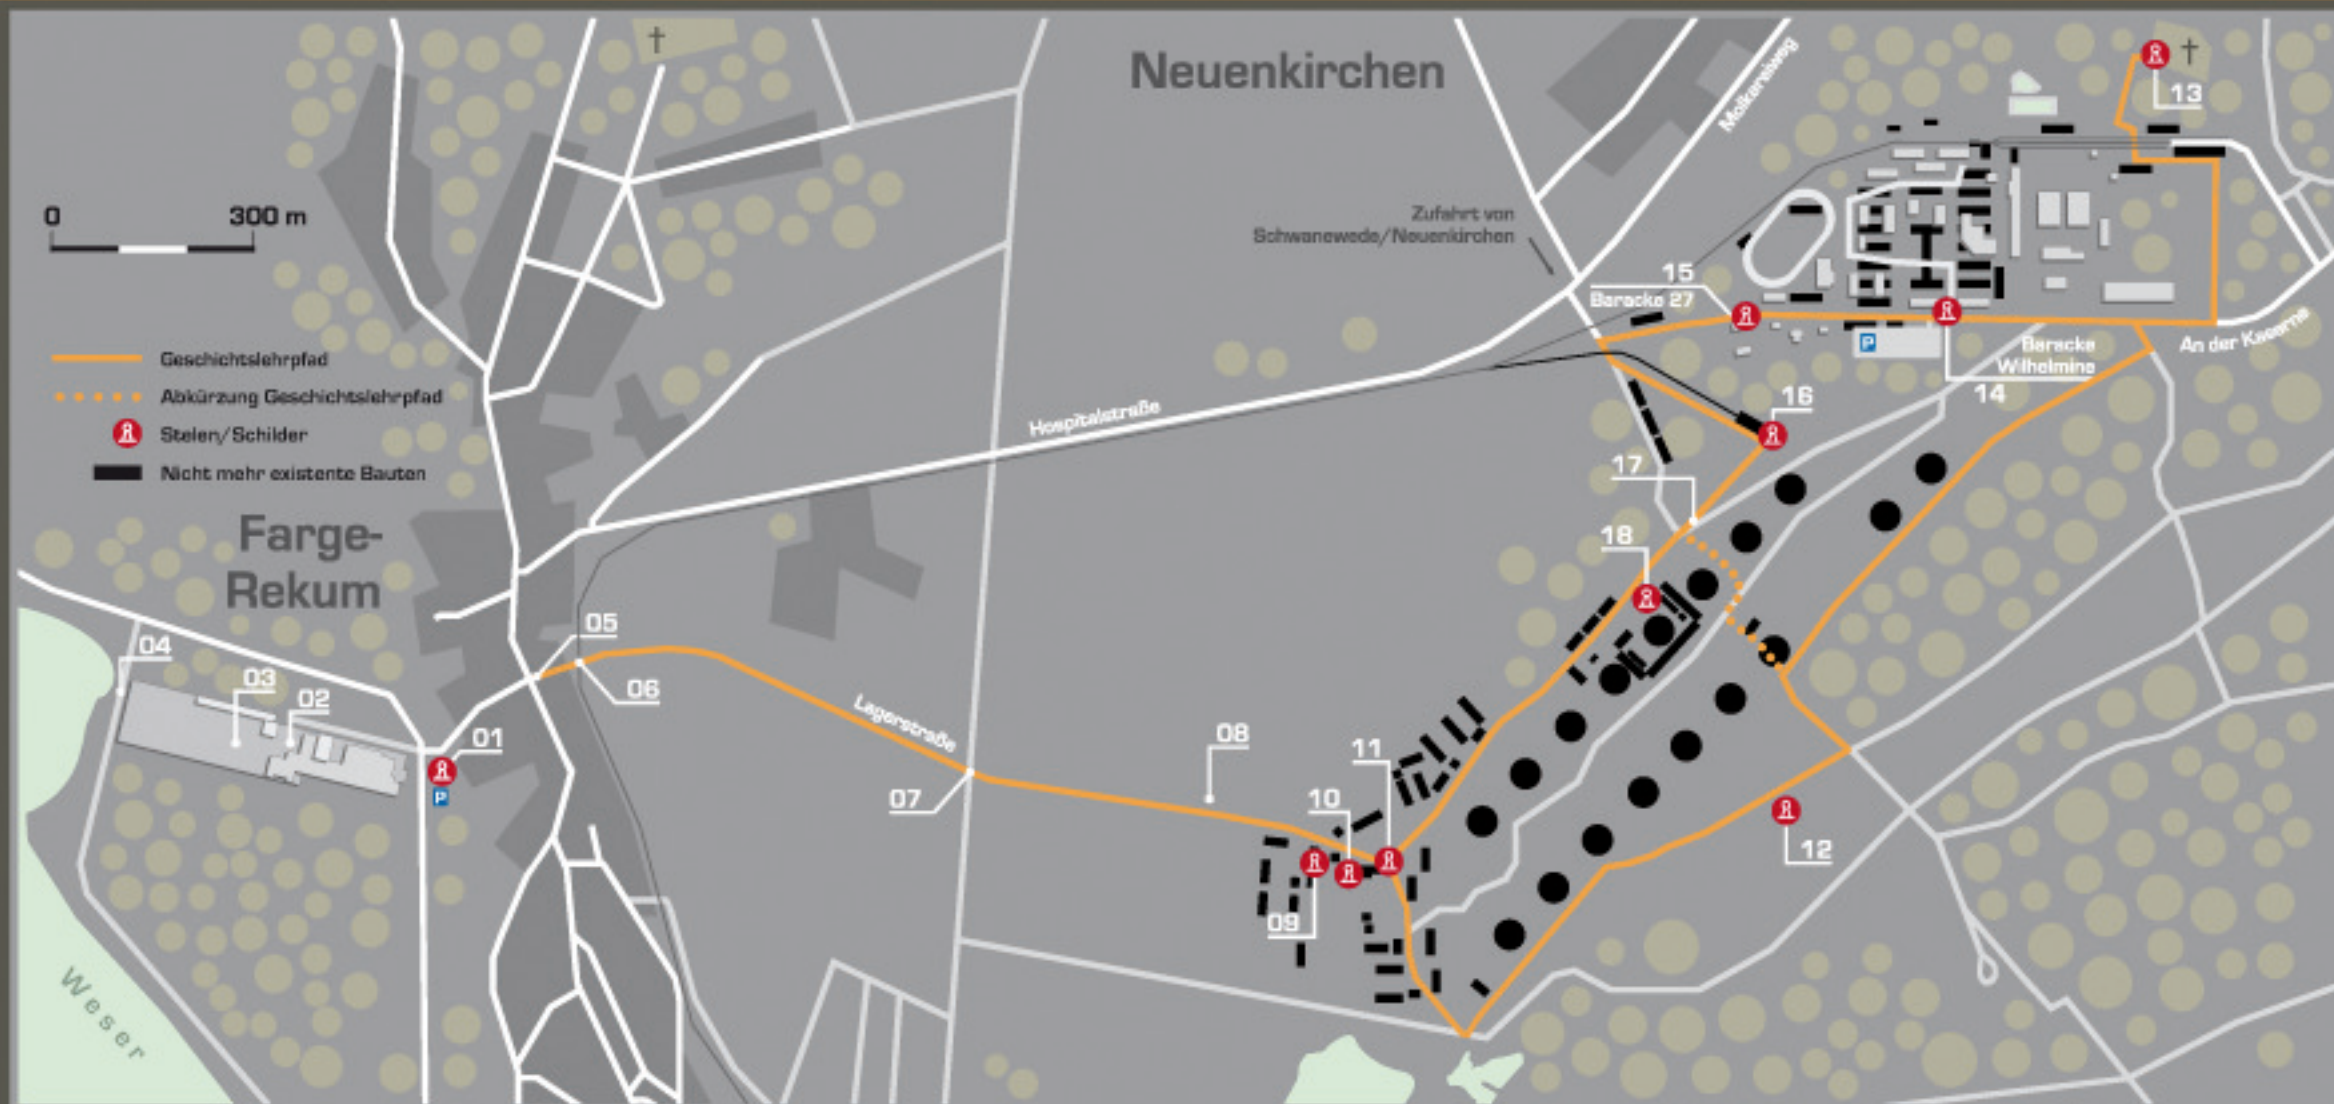 Neuenkirchen
Molkereiweg
13
0 300 m
Zufahrt von
Schwanewede/Neuenkirchen
15
Baracke 27
P
Baracke
Wilhelmine
An der Kaserne
14
Geschichtslehrpfad
Abkürzung Geschichtslehrpfad
Stelen/Schilder
Nicht mehr existente Bauten
16
Hospitalstraße
17
Farge-
Rekum
18
04
03
02
05
06
01
P
Lagerstraße
07
08
11
10
09
12
Weser